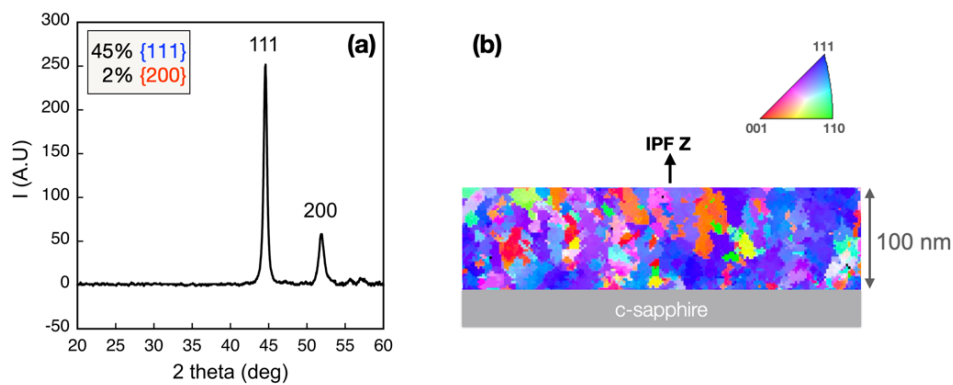 300
250
200
150
100
50
0
-50
I (A.U)
45% {111}
2% {200}
(a)
111
200
20 25 30 35 40 45 50 55 60
2 theta (deg)
(b)
111
001
110
IPF Z
100 nm
c-sapphire